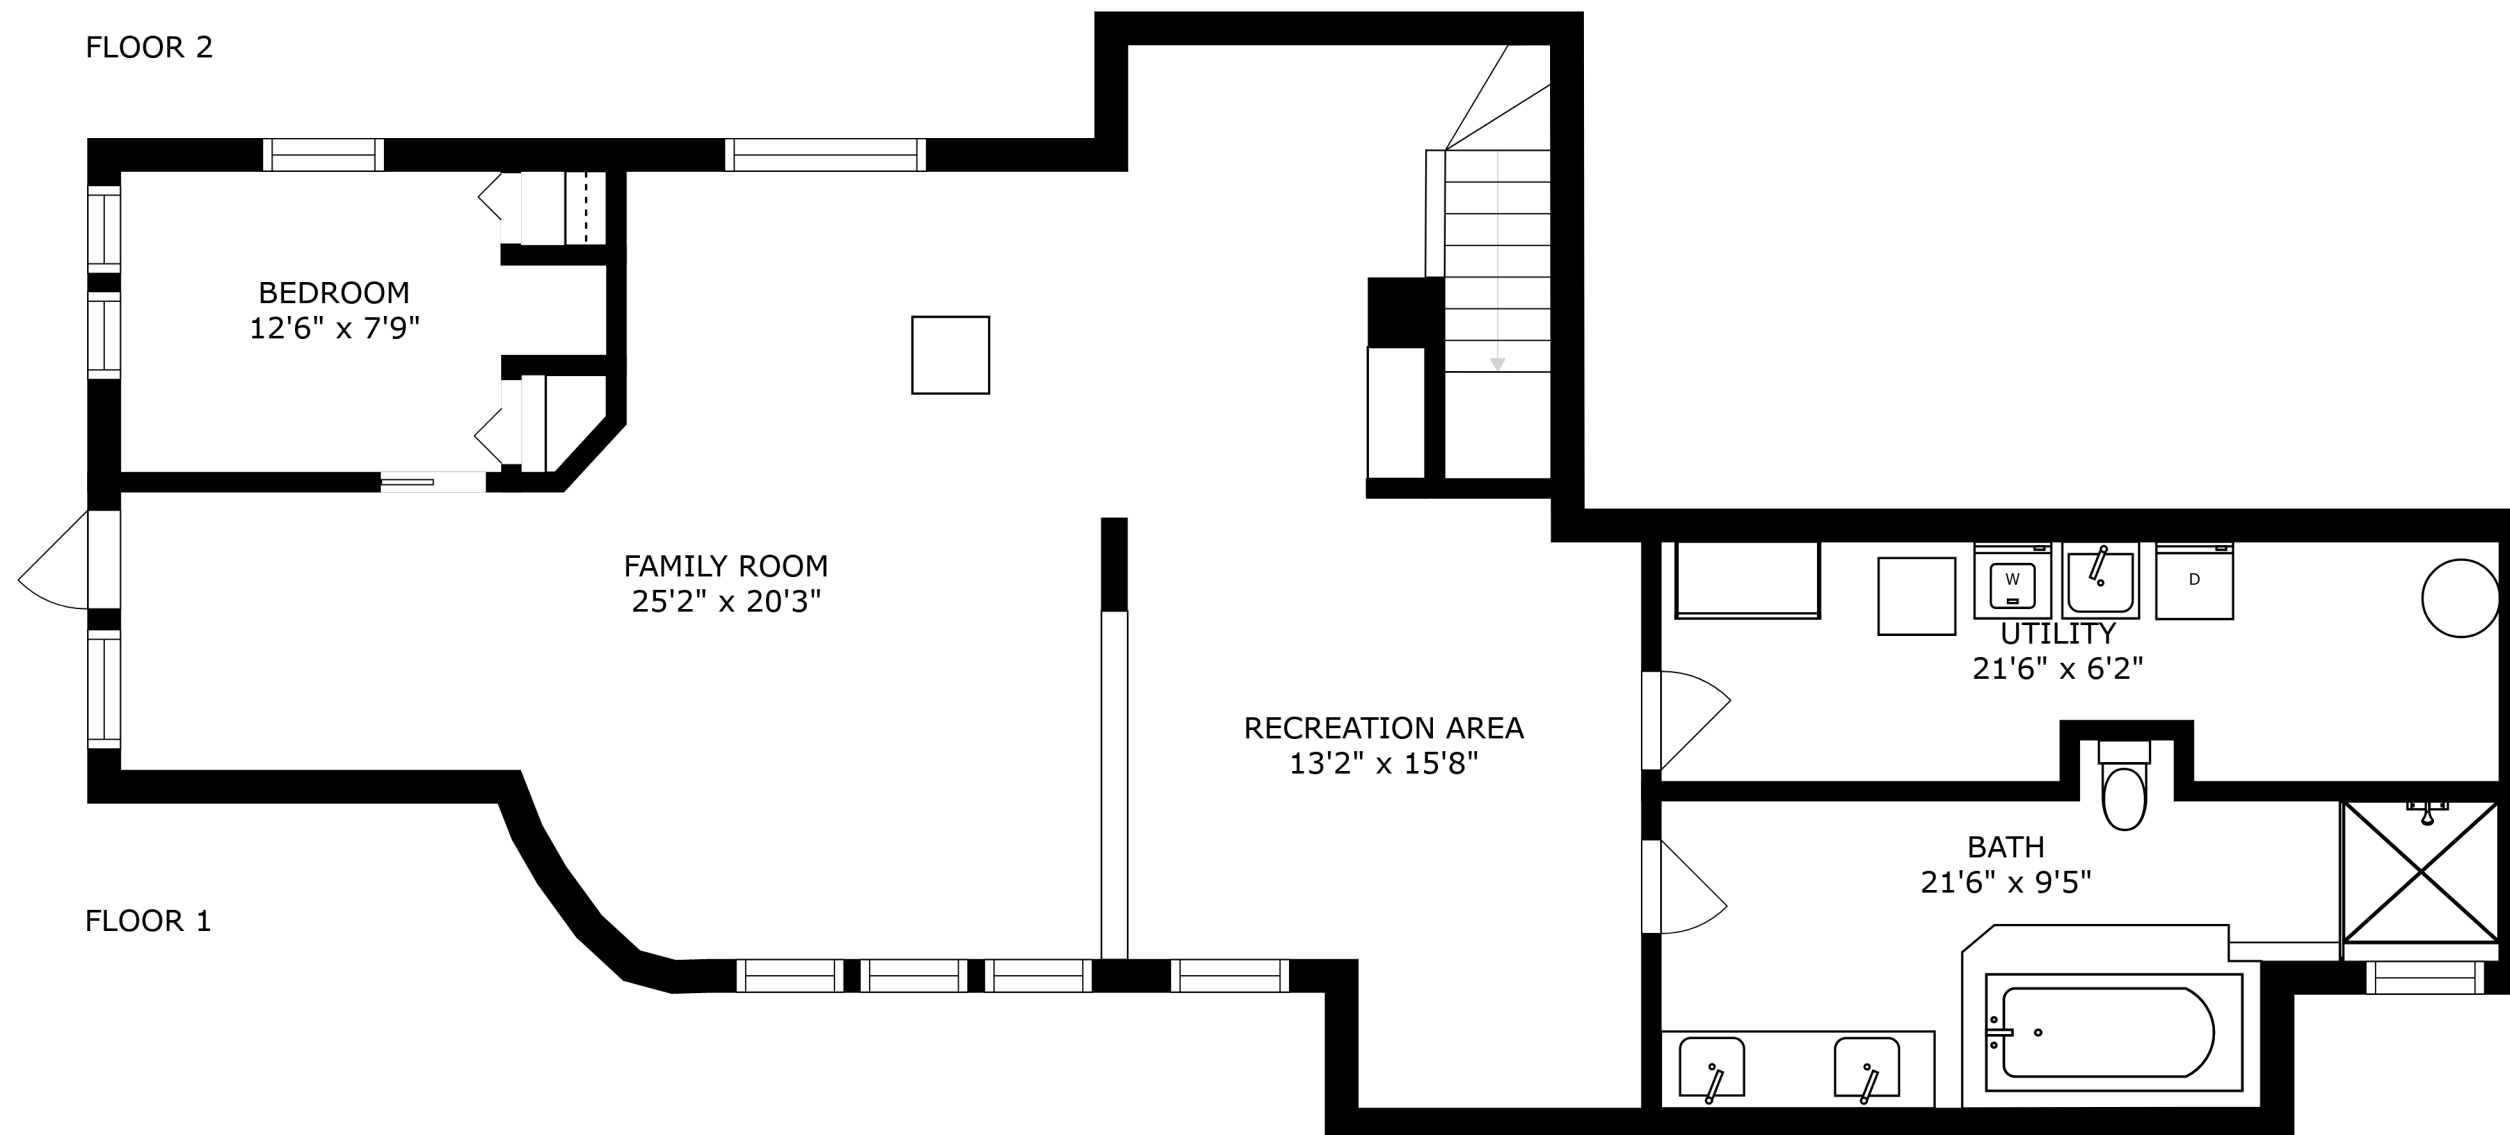 FLOOR 2
BEDROOM
12'6" x 7'9"
FAMILY ROOM
25'2" x 20'3"
W
D
UTILITY
21'6" x 6'2"
RECREATION AREA
13'2" x 15'8"
BATH
21'6" x 9'5"
FLOOR 1